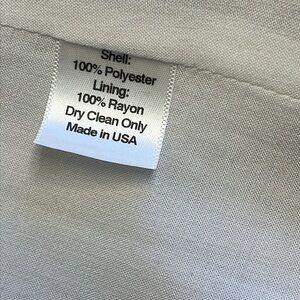 Shell:
100% Polyester
Lining:
100% Rayon
Dry Clean Only
Made in USA